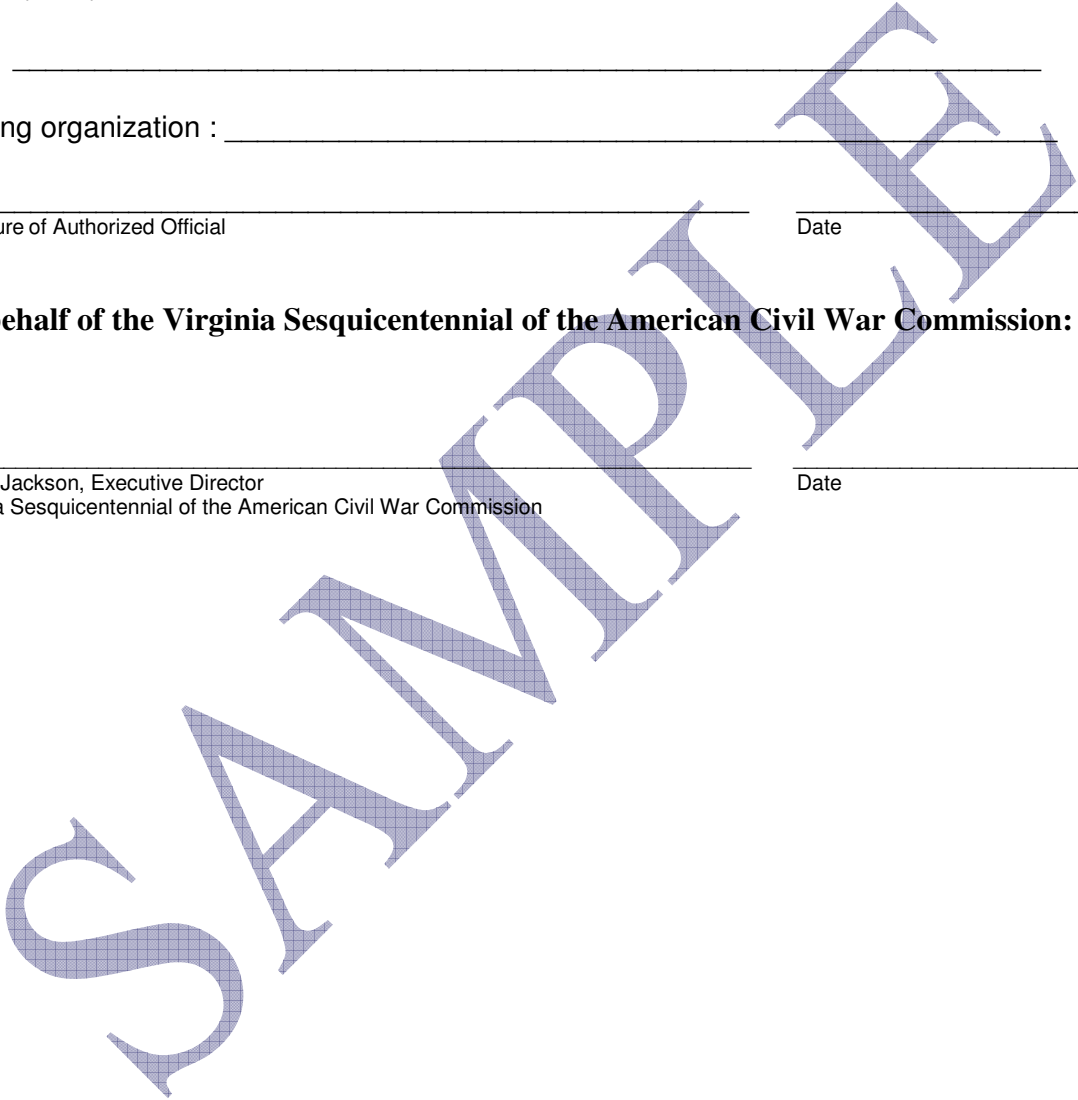 ng organization : ____________________
ure of Authorized Official Date
ehalf of the Virginia Sesquicentennial of the American Civil War Commission:
Jackson, Executive Director Date
a Sesquicentennial of the American Civil War Commission
SAMPLE